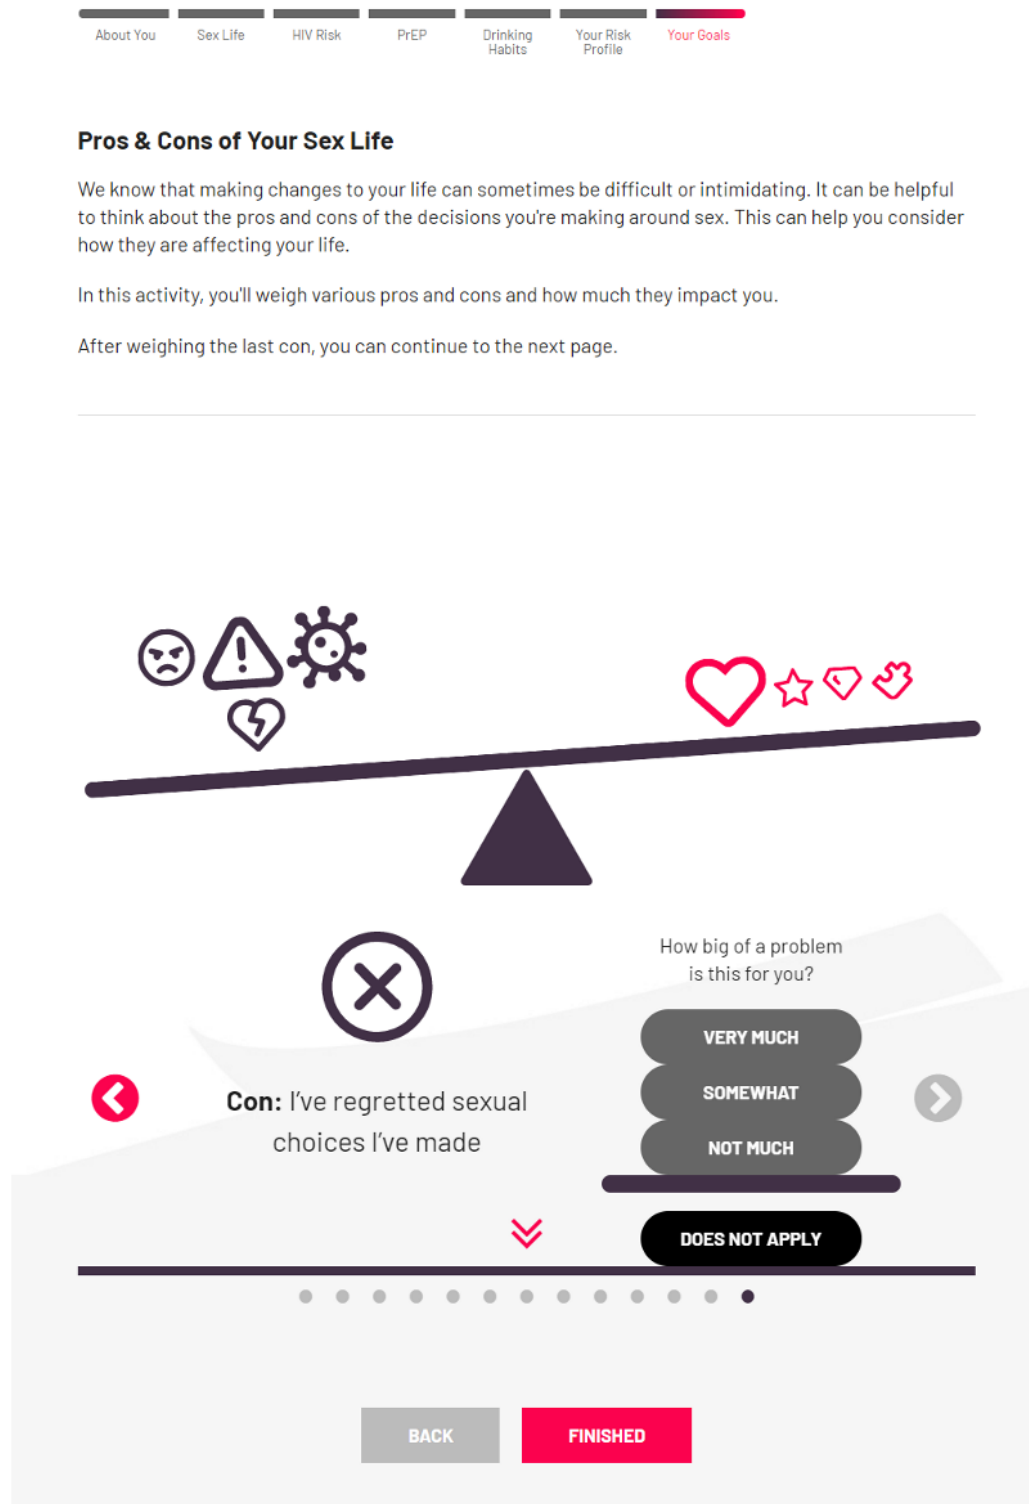 About You
Sex Life
HIV Risk
PrEP
Drinking
Habits
Your Risk
Profile
Your Goals
Pros & Cons of Your Sex Life
We know that making changes to your life can sometimes be difficult or intimidating. It can be helpful
to think about the pros and cons of the decisions you're making around sex. This can help you consider
how they are affecting your life.
In this activity, you'll weigh various pros and cons and how much they impact you.
After weighing the last con, you can continue to the next page.
How big of a problem
is this for you?
VERY MUCH
SOMEWHAT
NOT MUCH
Con: I've regretted sexual
choices I've made
DOES NOT APPLY
BACK
FINISHED